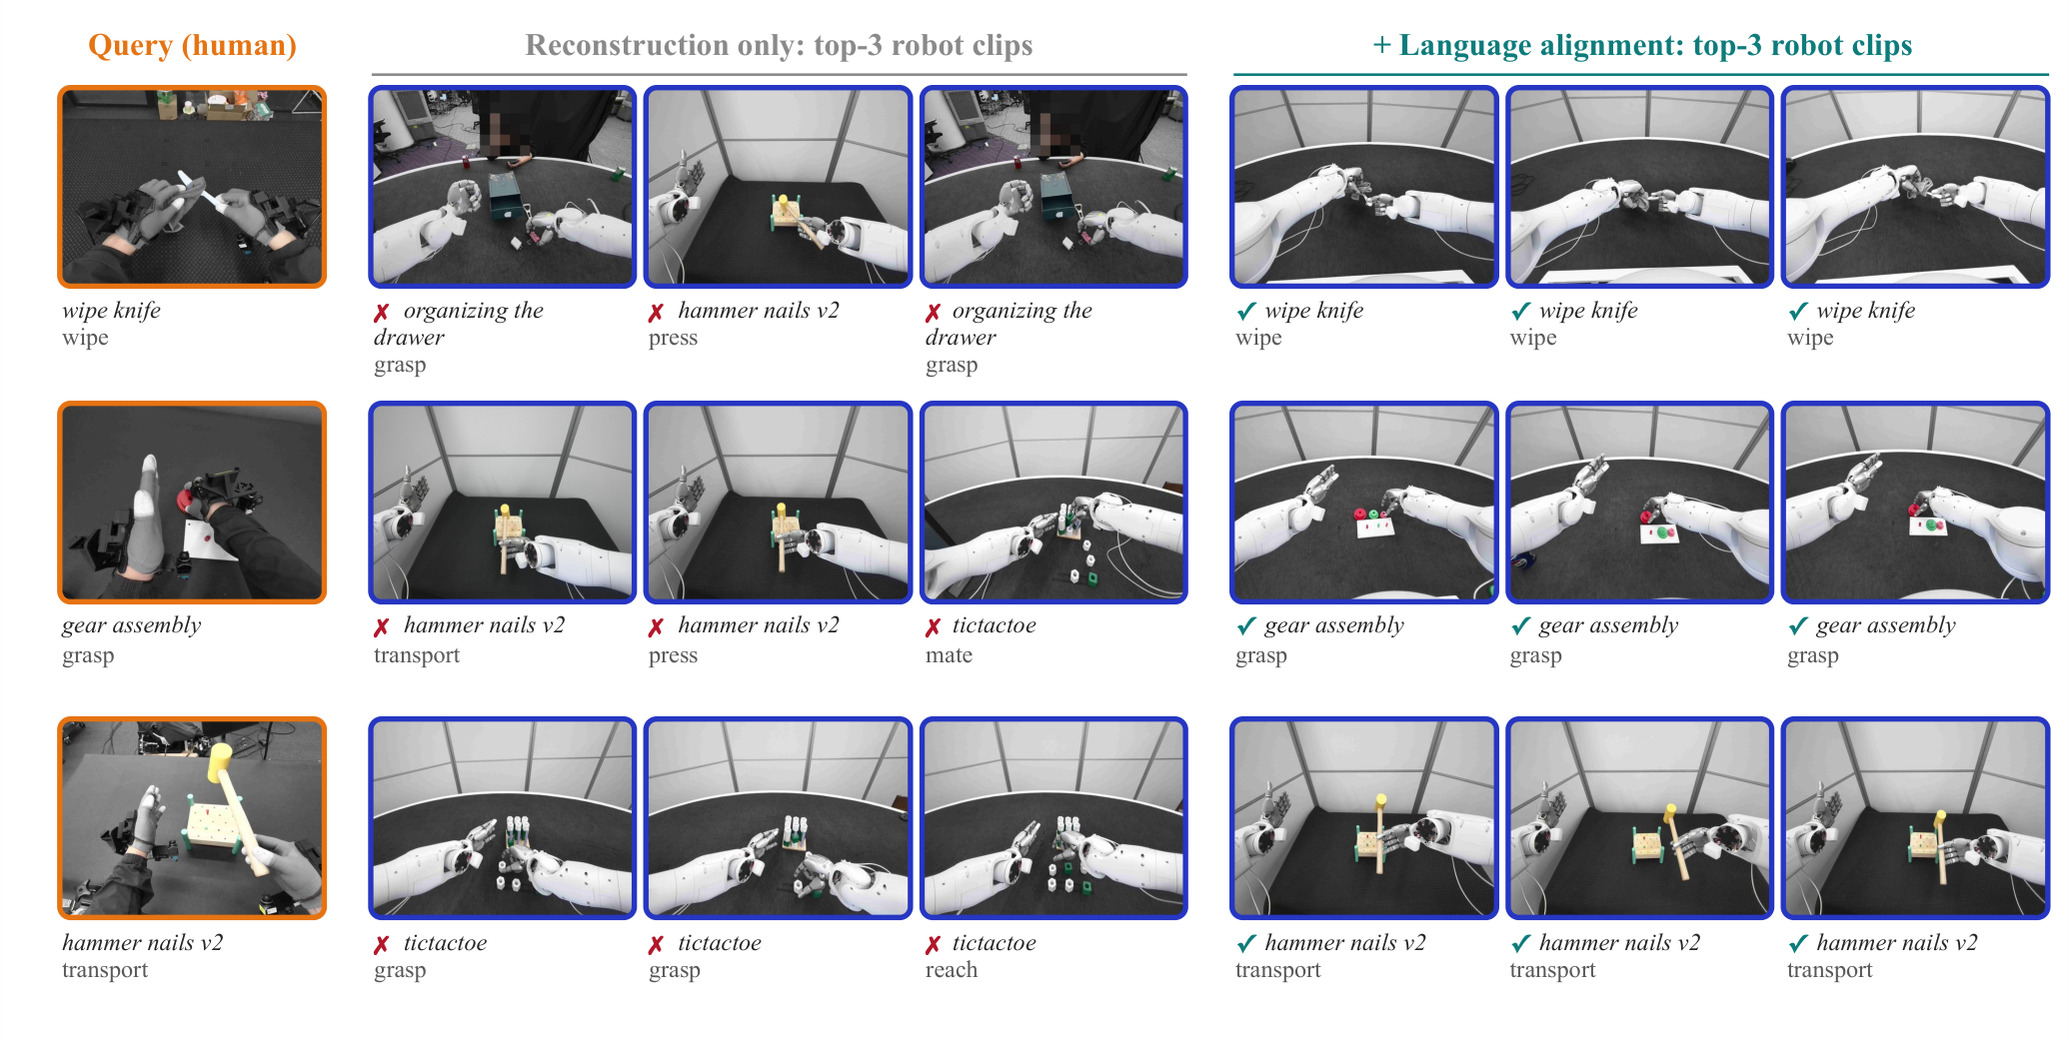 Query (human)
Reconstruction only: top-3 robot clips
+ Language alignment: top-3 robot clips
wipe knife
wipe
✗ organizing the
drawer
grasp
✗ hammer nails v2
press
✗ organizing the
drawer
grasp
✓ wipe knife
wipe
✓ wipe knife
wipe
✓ wipe knife
wipe
gear assembly
grasp
✗ hammer nails v2
transport
✗ hammer nails v2
press
✗ tictactoe
mate
✓ gear assembly
grasp
✓ gear assembly
grasp
✓ gear assembly
grasp
hammer nails v2
transport
✗ tictactoe
grasp
✗ tictactoe
grasp
✗ tictactoe
reach
✓ hammer nails v2
transport
✓ hammer nails v2
transport
✓ hammer nails v2
transport